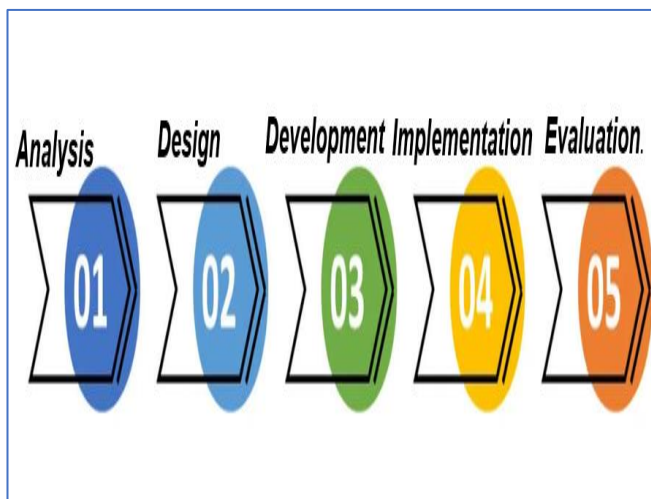 Analysis
Design
Development
Implementation
Evaluation.
01
02
03
04
05